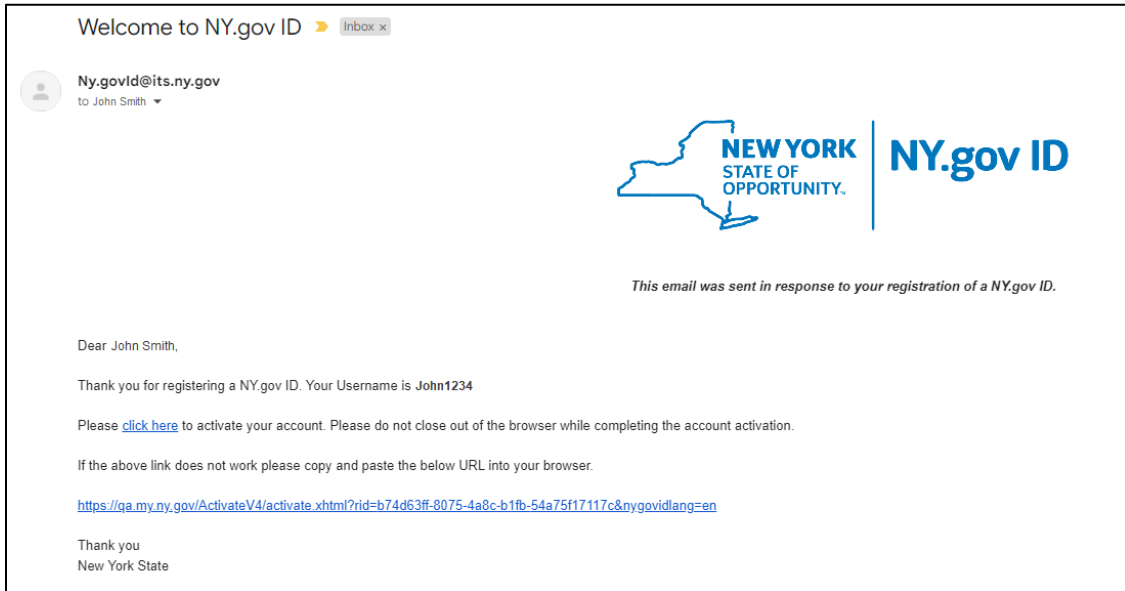 Welcome to NY.gov ID
Inbox ×
Ny.govId@its.ny.gov
to John Smith
NEW YORK
STATE OF
OPPORTUNITY™
NY.gov ID
This email was sent in response to your registration of a NY.gov ID.
Dear John Smith,
Thank you for registering a NY.gov ID. Your Username is John1234
Please click here to activate your account. Please do not close out of the browser while completing the account activation.
If the above link does not work please copy and paste the below URL into your browser.
https://qa.my.ny.gov/ActivateV4/activate.xhtml?rid=b74d63ff-8075-4a8c-b1fb-54a75f17117c&nygovidlang=en
Thank you
New York State